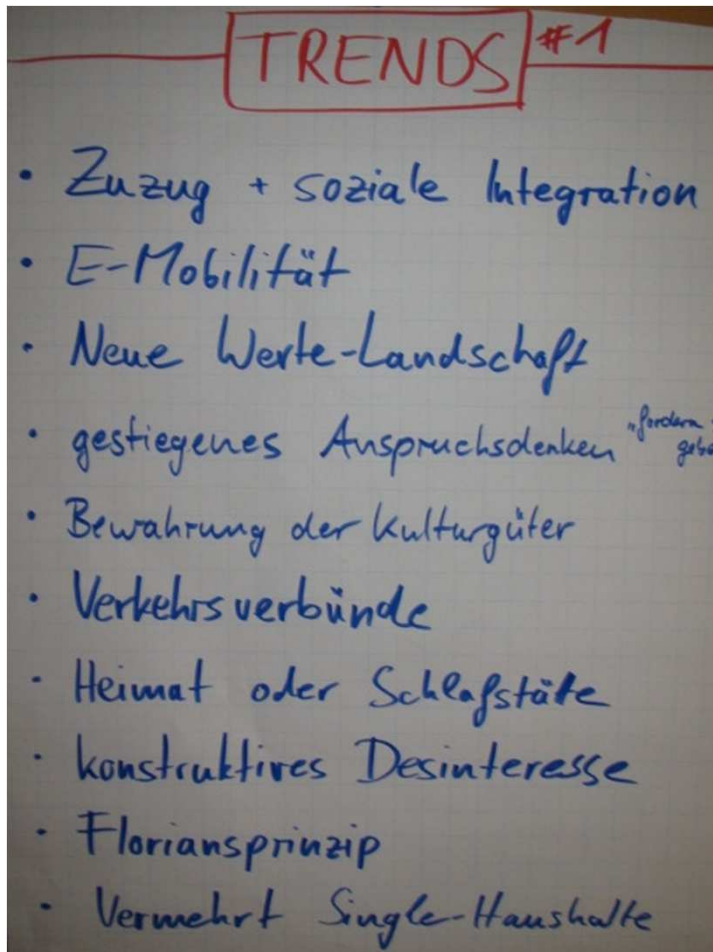 TRENDS #1
• Zuzug + soziale Integration
• E-Mobilität
• Neue Werte-Landschaft
• gestiegenes Anspruchsdenken "fordern
• Bewahrung der Kulturgüter
• Verkehrsverbünde
• Heimat oder Schlafstätte
• konstruktives Desinteresse
• Floriansprinzip
• Vermehrt Single-Haushalte